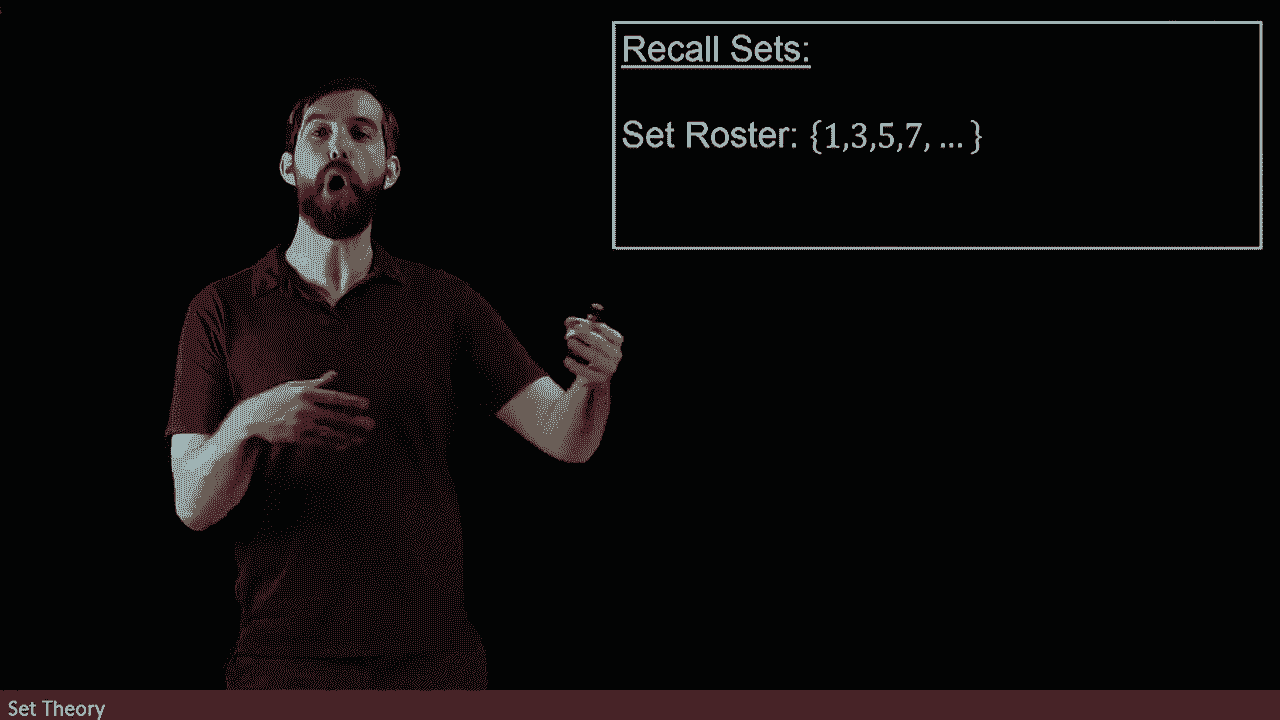 Recall Sets:
Set Roster: {1,3,5,7, … }
Set Theory